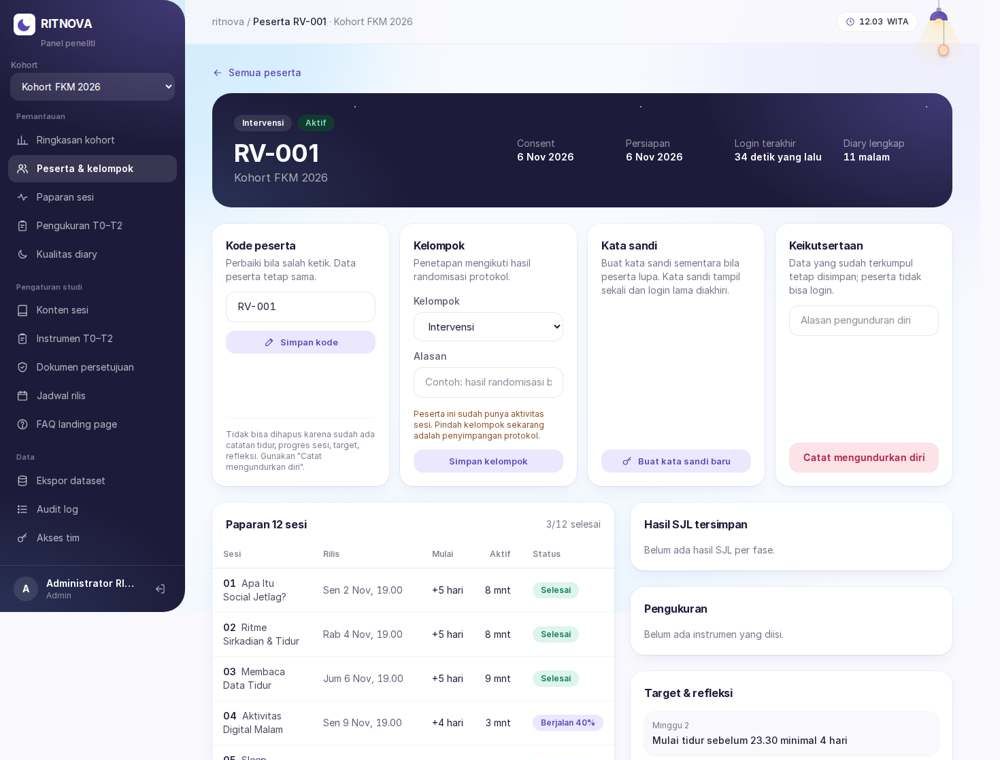 RITNOVA
Panel peneliti
Kohort
Kohort FKM 2026
Pemantauan
Ringkasan kohort
Peserta & kelompok
Paparan sesi
Pengukuran T0–T2
Kualitas diary
Pengaturan studi
Konten sesi
Instrumen T0–T2
Dokumen persetujuan
Jadwal rilis
FAQ landing page
Data
Ekspor dataset
Audit log
Akses tim
A
Administrator RI...
Admin
ritnova / Peserta RV-001 · Kohort FKM 2026
12.03 WITA
← Semua peserta
Intervensi Aktif
RV-001
Kohort FKM 2026
Consent
6 Nov 2026
Persiapan
6 Nov 2026
Login terakhir
34 detik yang lalu
Diary lengkap
11 malam
Kode peserta
Perbaiki bila salah ketik. Data
peserta tetap sama.
RV-001
Simpan kode
Tidak bisa dihapus karena sudah ada
catatan tidur, progres sesi, target,
refleksi. Gunakan "Catat
mengundurkan diri".
Kelompok
Penetapan mengikuti hasil
randomisasi protokol.
Kelompok
Intervensi
Alasan
Contoh: hasil randomisasi b
Peserta ini sudah punya aktivitas
sesi. Pindah kelompok sekarang
adalah penyimpangan protokol.
Simpan kelompok
Kata sandi
Buat kata sandi sementara bila
peserta lupa. Kata sandi tampil
sekali dan login lama diakhiri.
Buat kata sandi baru
Keikutsertaan
Data yang sudah terkumpul
tetap disimpan; peserta tidak
bisa login.
Alasan pengunduran diri
Catat mengundurkan diri
Paparan 12 sesi
3/12 selesai
Sesi Rilis Mulai Aktif Status
01 Apa Itu
Social Jetlag?
Sen 2 Nov, 19.00 +5 hari 8 mnt Selesai
02 Ritme
Sirkadian & Tidur
Rab 4 Nov, 19.00 +5 hari 8 mnt Selesai
03 Membaca
Data Tidur
Jum 6 Nov, 19.00 +5 hari 9 mnt Selesai
04 Aktivitas
Digital Malam
Sen 9 Nov, 19.00 +4 hari 3 mnt Berjalan 40%
Hasil SJL tersimpan
Belum ada hasil SJL per fase.
Pengukuran
Belum ada instrumen yang diisi.
Target & refleksi
Minggu 2
Mulai tidur sebelum 23.30 minimal 4 hari